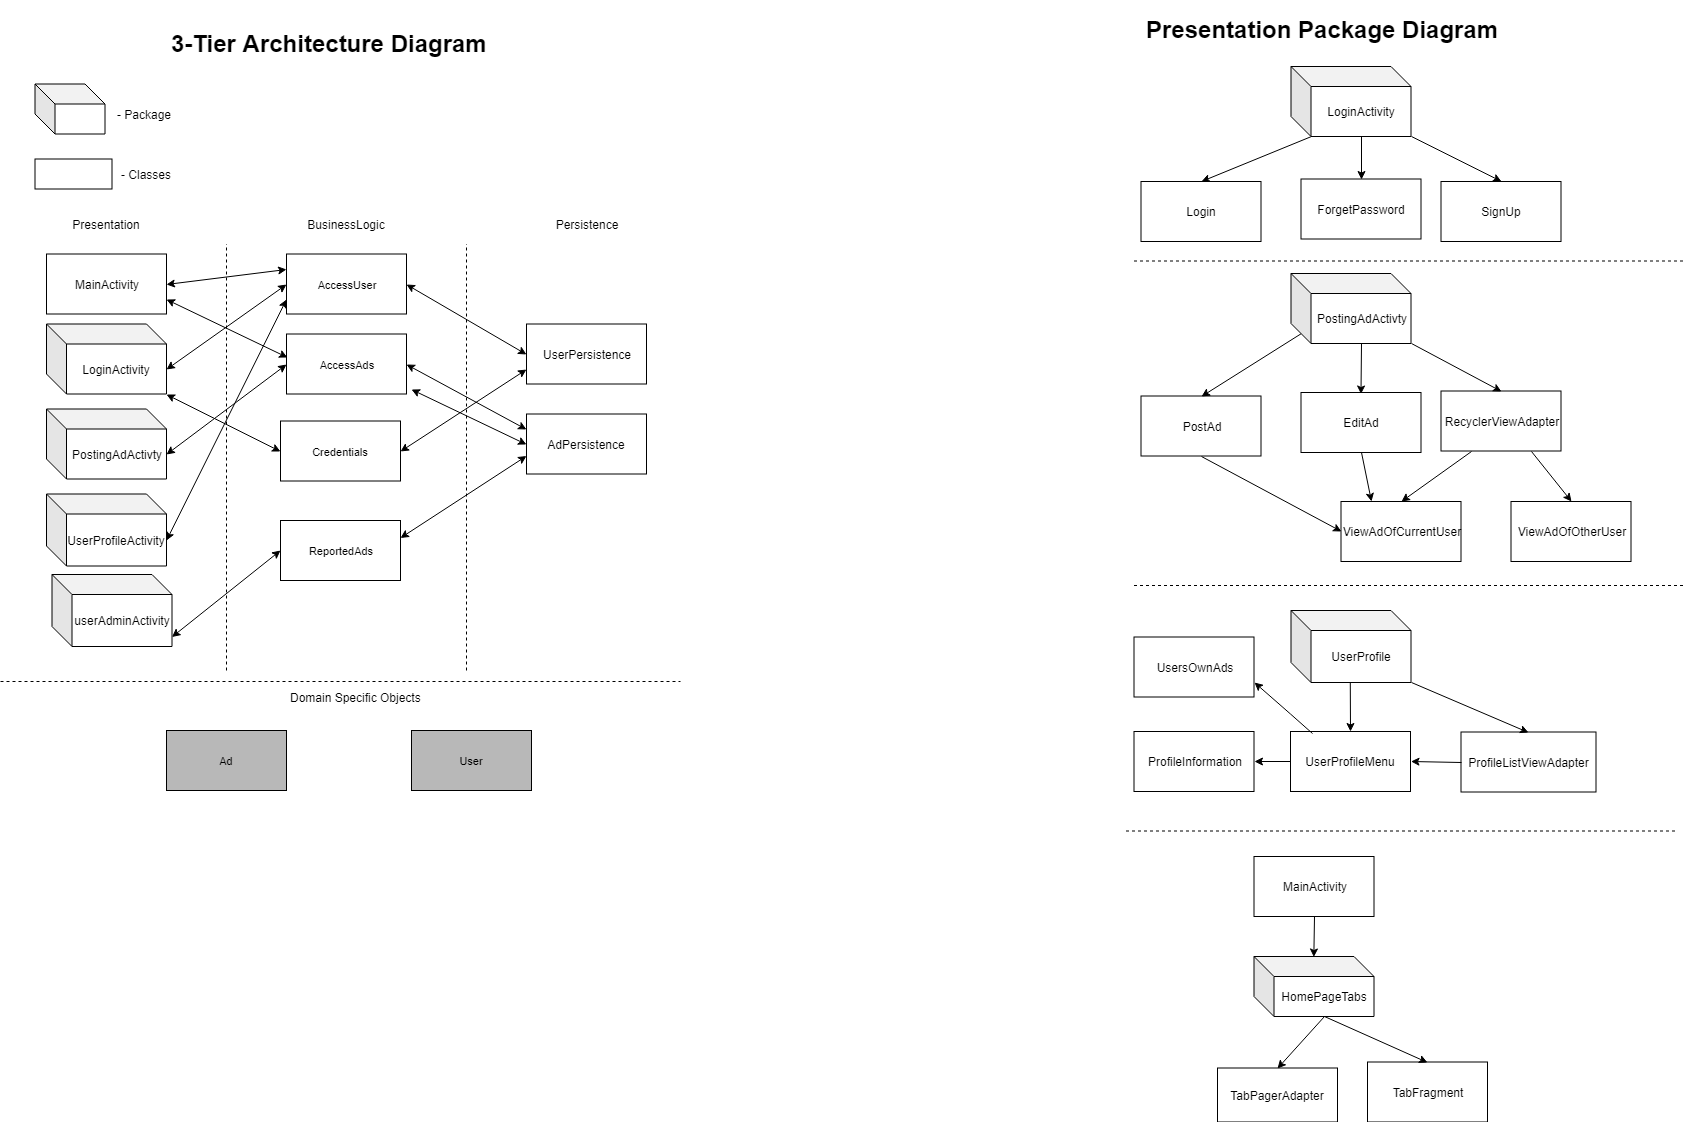 3-Tier Architecture Diagram
- Package
- Classes
Presentation
BusinessLogic
Persistence
MainActivity
LoginActivity
PostingAdActivty
UserProfileActivity
userAdminActivity
AccessUser
AccessAds
Credentials
ReportedAds
UserPersistence
AdPersistence
Domain Specific Objects
Ad
User
Presentation Package Diagram
LoginActivity
Login
ForgetPassword
SignUp
PostingAdActivty
PostAd
EditAd
RecyclerViewAdapter
ViewAdOfCurrentUser
ViewAdOfOtherUser
UserProfile
UsersOwnAds
ProfileInformation
UserProfileMenu
ProfileListViewAdapter
MainActivity
HomePageTabs
TabPagerAdapter
TabFragment